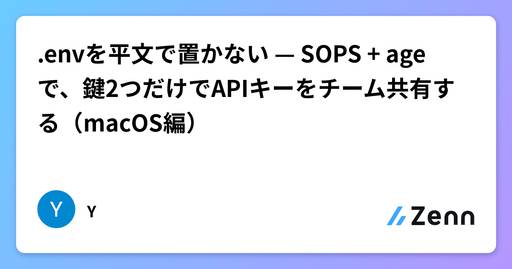 .envを平文で置かない — SOPS + age
で、鍵2つだけでAPIキーをチーム共有す
る（macOS編）
Y
Y
Zenn